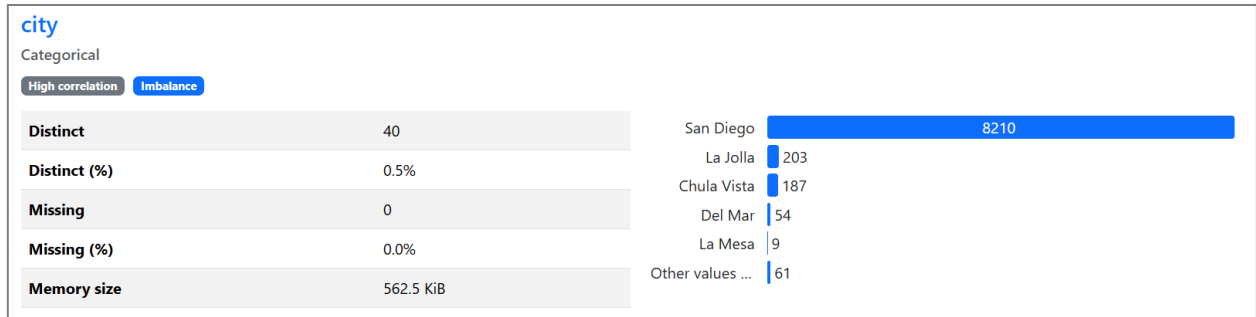 city
Categorical
High correlation Imbalance
Distinct 40
Distinct (%) 0.5%
Missing 0
Missing (%) 0.0%
Memory size 562.5 KiB
San Diego 8210
La Jolla 203
Chula Vista 187
Del Mar 54
La Mesa 9
Other values ... 61